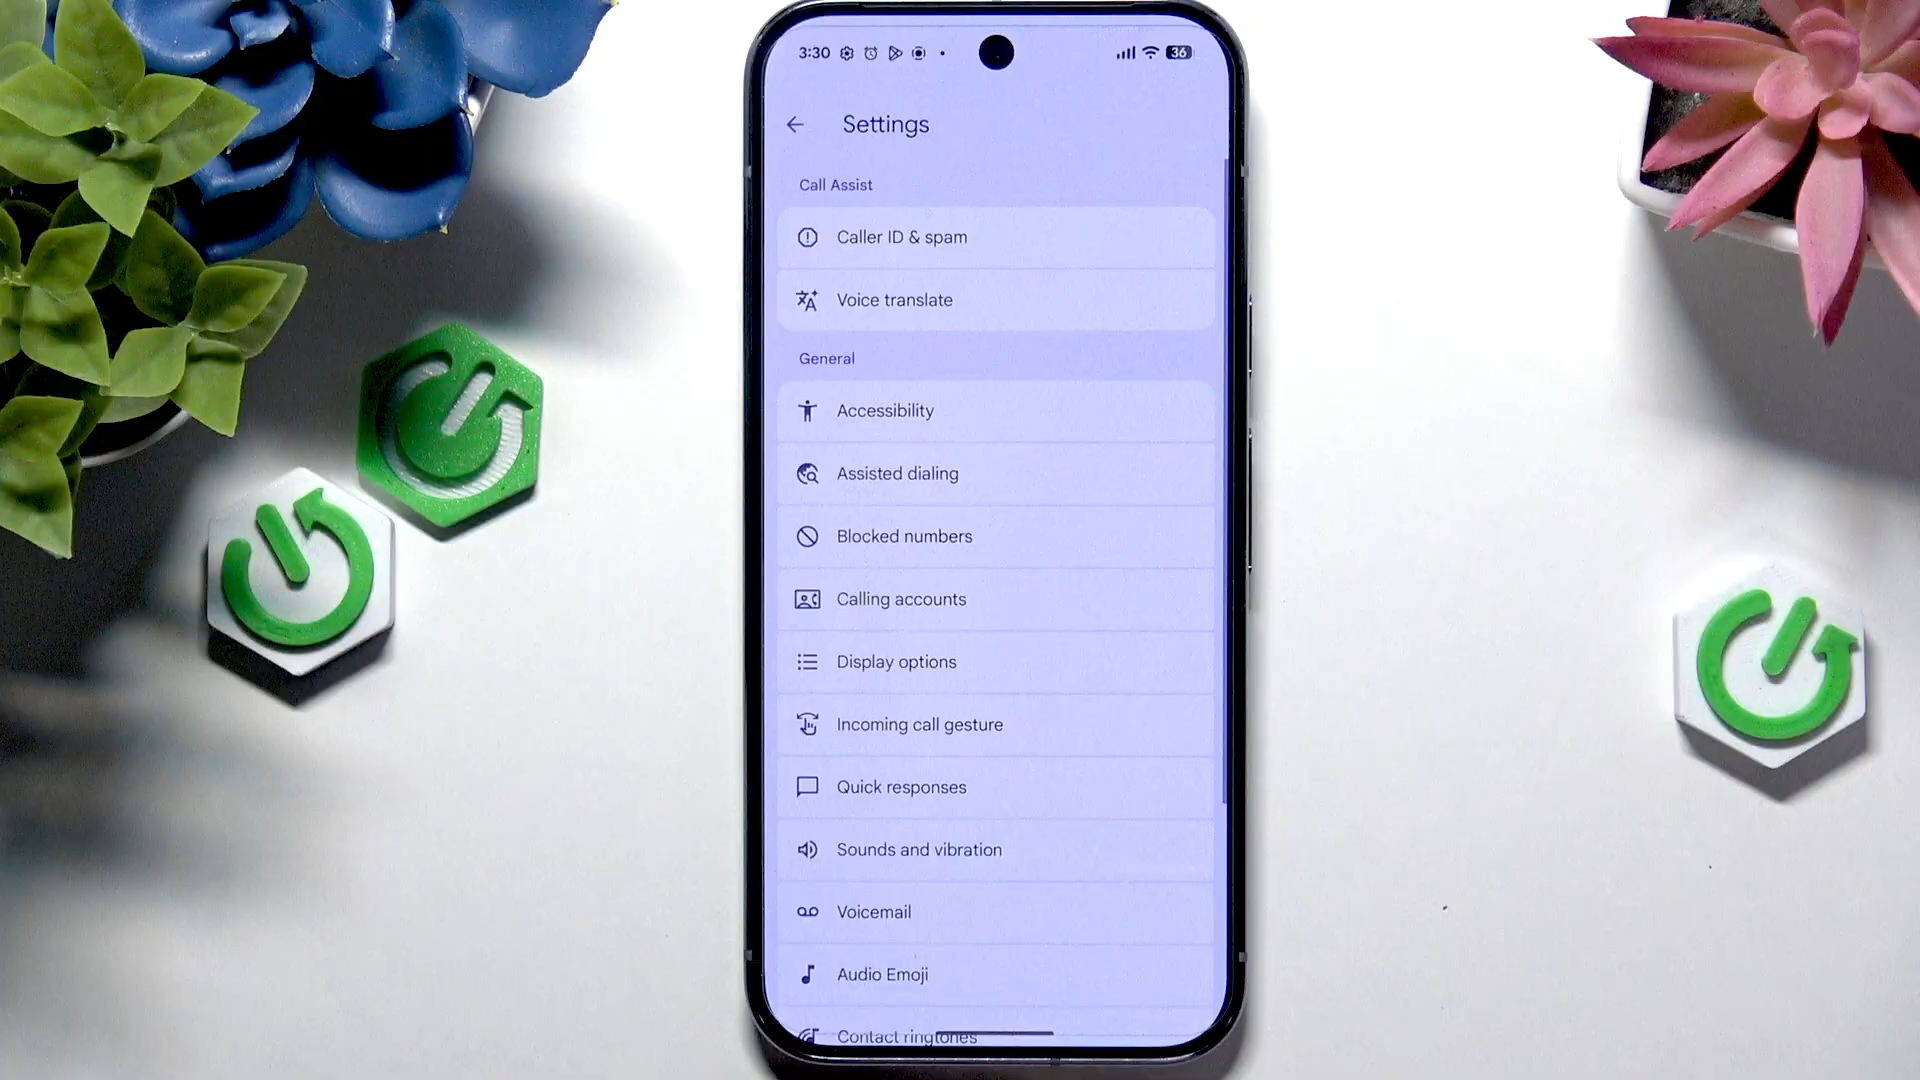 3:30
36
Settings
Call Assist
Caller ID & spam
Voice translate
General
Accessibility
Assisted dialing
Blocked numbers
Calling accounts
Display options
Incoming call gesture
Quick responses
Sounds and vibration
Voicemail
Audio Emoji
Contact ringtones